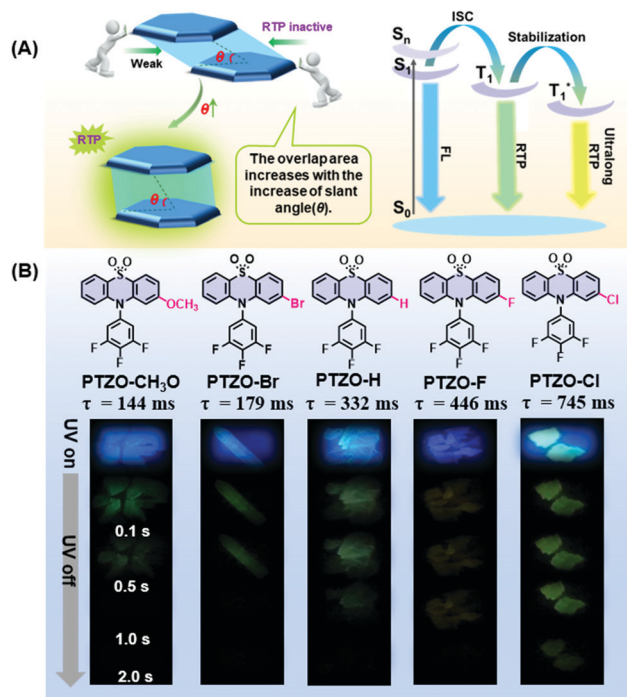 (A)
Weak
RTP inactive
θ
θ↑
RTP
θ
The overlap area
increases with the
increase of slant
angle(θ).
Sn
S1
S0
ISC
Stabilization
T1
T1*
FL
RTP
Ultralong
RTP
(B)
O O
S
N
OCH3
F F
F
PTZO-CH3O
τ = 144 ms
O O
S
N
Br
F F
F
PTZO-Br
τ = 179 ms
O O
S
N
H
F F
F
PTZO-H
τ = 332 ms
O O
S
N
F
F F
F
PTZO-F
τ = 446 ms
O O
S
N
Cl
F F
F
PTZO-Cl
τ = 745 ms
UV on
UV off
0.1 s
0.5 s
1.0 s
2.0 s